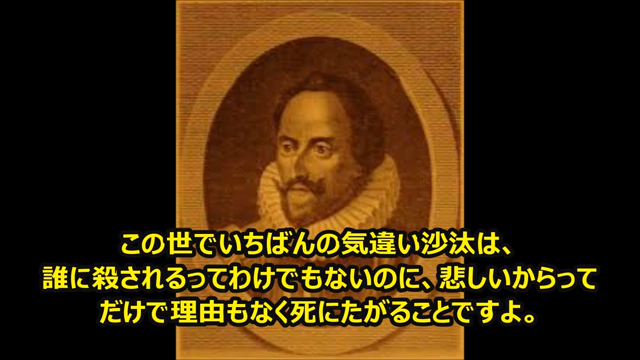 この世でいちばんの気違い沙汰は、
誰に殺されるってわけでもないのに、悲しいからって
だけで理由もなく死にたがることですよ。